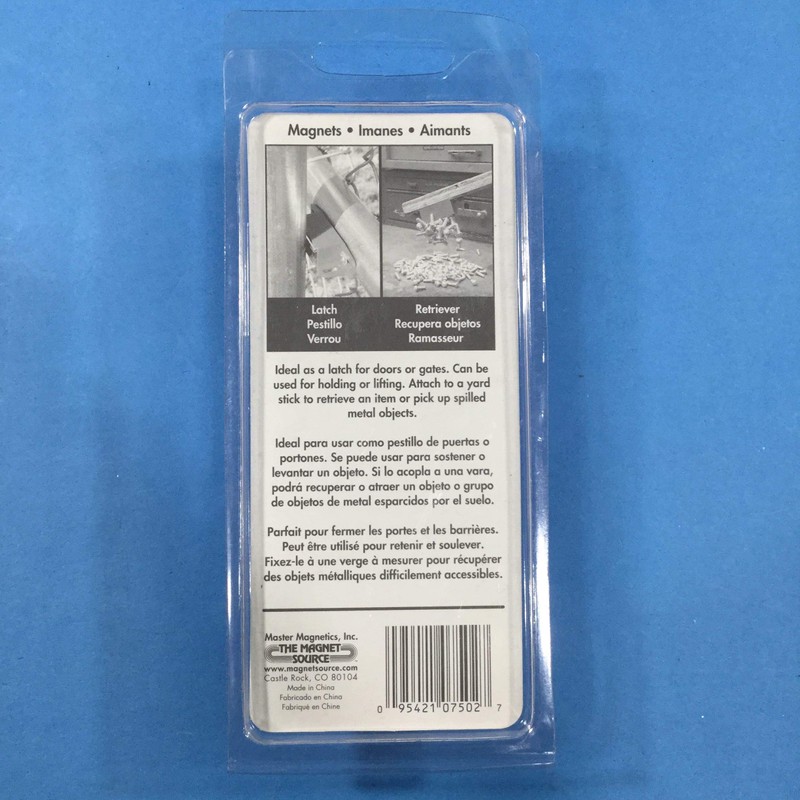 Magnets • Imanes • Aimants
Latch
Pestillo
Verrou
Retriever
Recupera objetos
Ramasseur
Ideal as a latch for doors or gates. Can be
used for holding or lifting. Attach to a yard
stick to retrieve an item or pick up spilled
metal objects.
Ideal para usar como pestillo de puertas o
portones. Se puede usar para sostener o
levantar un objeto. Si lo acopla a una vara,
podrá recuperar o atraer un objeto o grupo
de objetos de metal esparcidos por el suelo.
Parfait pour fermer les portes et les barrières.
Peut être utilisé pour retenir et soulever.
Fixez-le à une verge à mesurer pour récupérer
des objets métalliques difficilement accessibles.
Master Magnetics, Inc.
THE MAGNET
SOURCE
www.magnetsource.com
Castle Rock, CO 80104
Made in China
Fabricado en China
Fabriqué en Chine
0 95421 07502 7